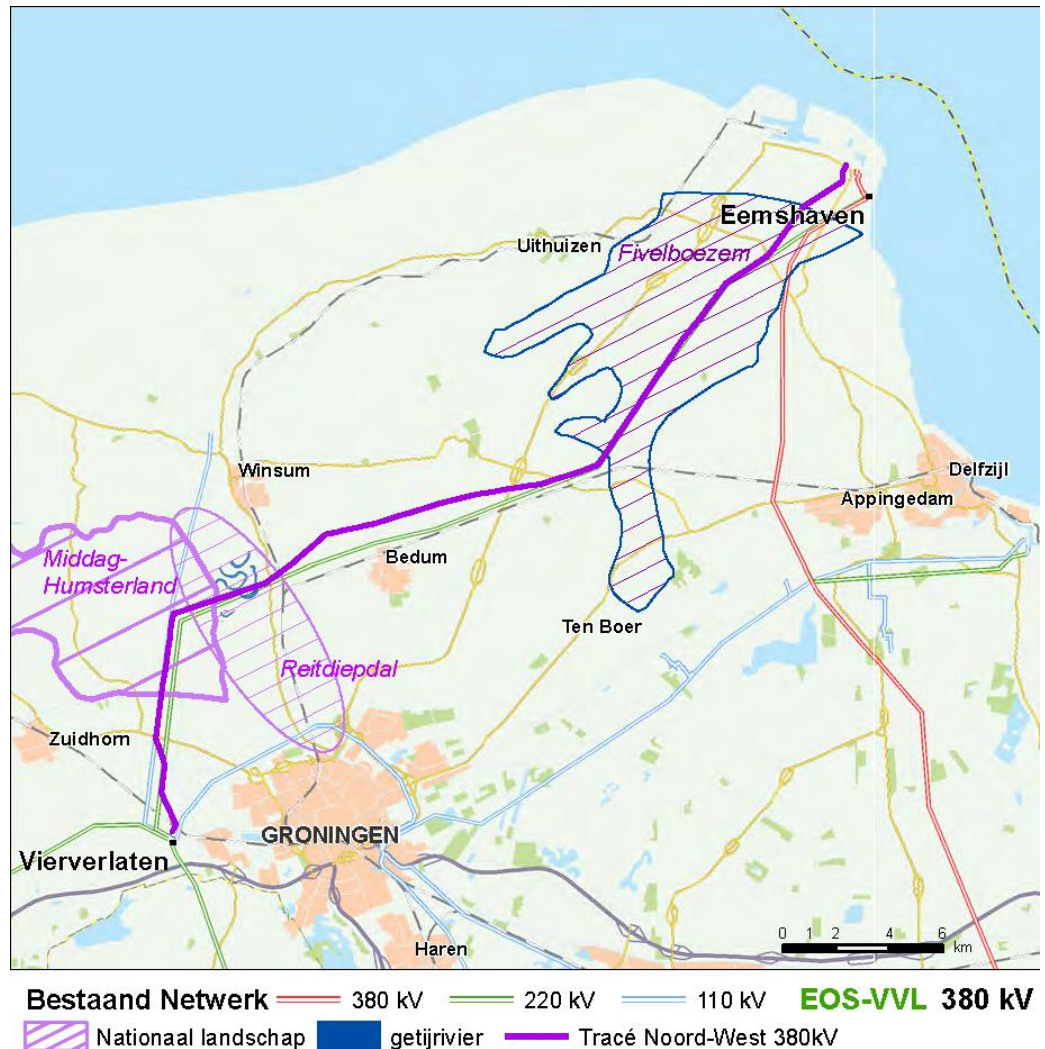 Eemshaven
Uithuizen
Fivelboezem
Winsum
Delfzijl
Appingedam
Middag-
Humsterland
Bedum
Ten Boer
Reitdiepdal
Zuidhorn
GRONINGEN
Vierverlaten
Haren
0 1 2 4 6
km
Bestaand Netwerk 380 kV 220 kV 110 kV EOS-VVL 380 kV
Nationaal landschap getijrivier Tracé Noord-West 380kV